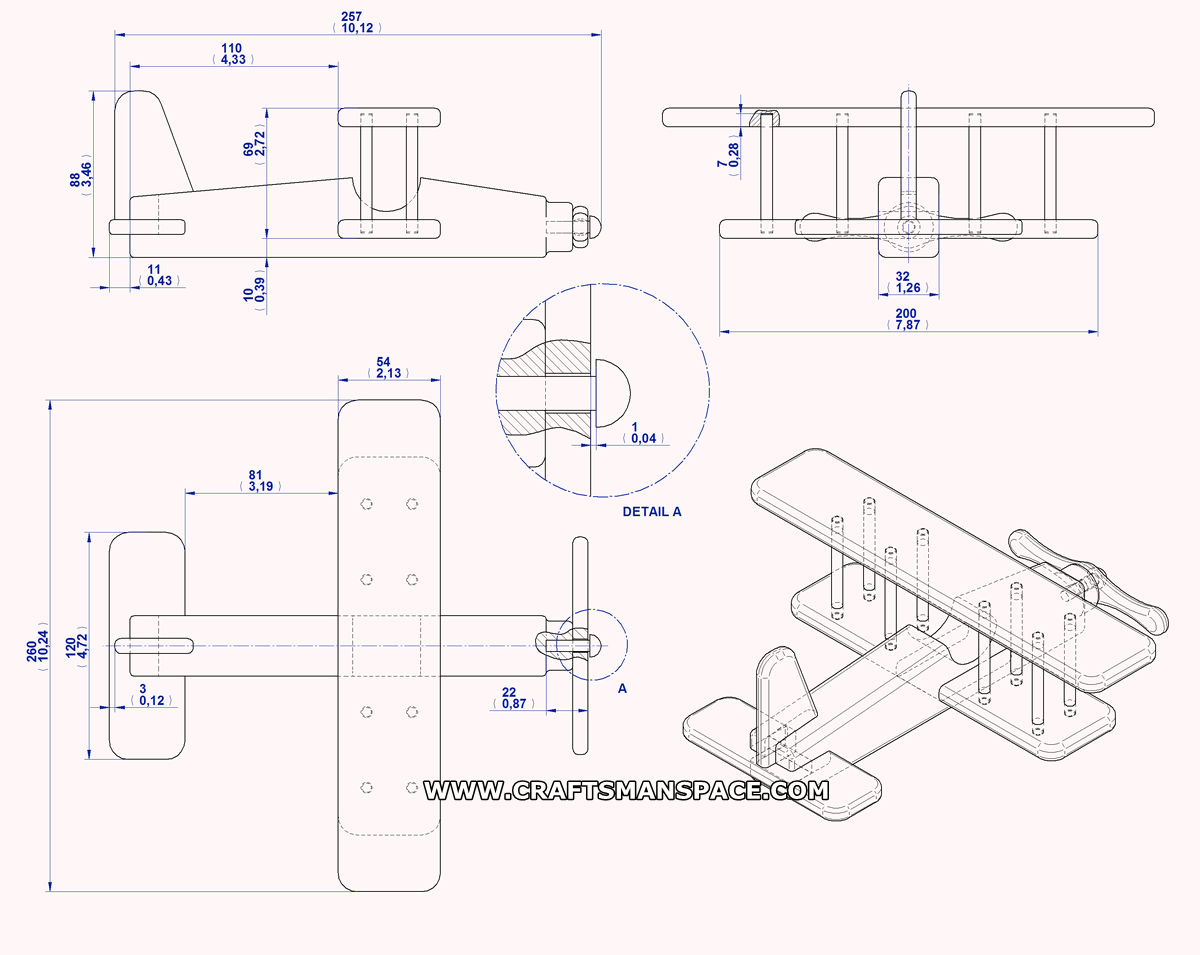 257
( 10,12 )
110
( 4,33 )
88
( 3,46 )
69
( 2,72 )
11
( 0,43 )
10
( 0,39 )
7
( 0,28 )
32
( 1,26 )
200
( 7,87 )
54
( 2,13 )
81
( 3,19 )
1
( 0,04 )
DETAIL A
260
( 10,24 )
120
( 4,72 )
3
( 0,12 )
22
( 0,87 )
A
WWW.CRAFTSMANSPACE.COM